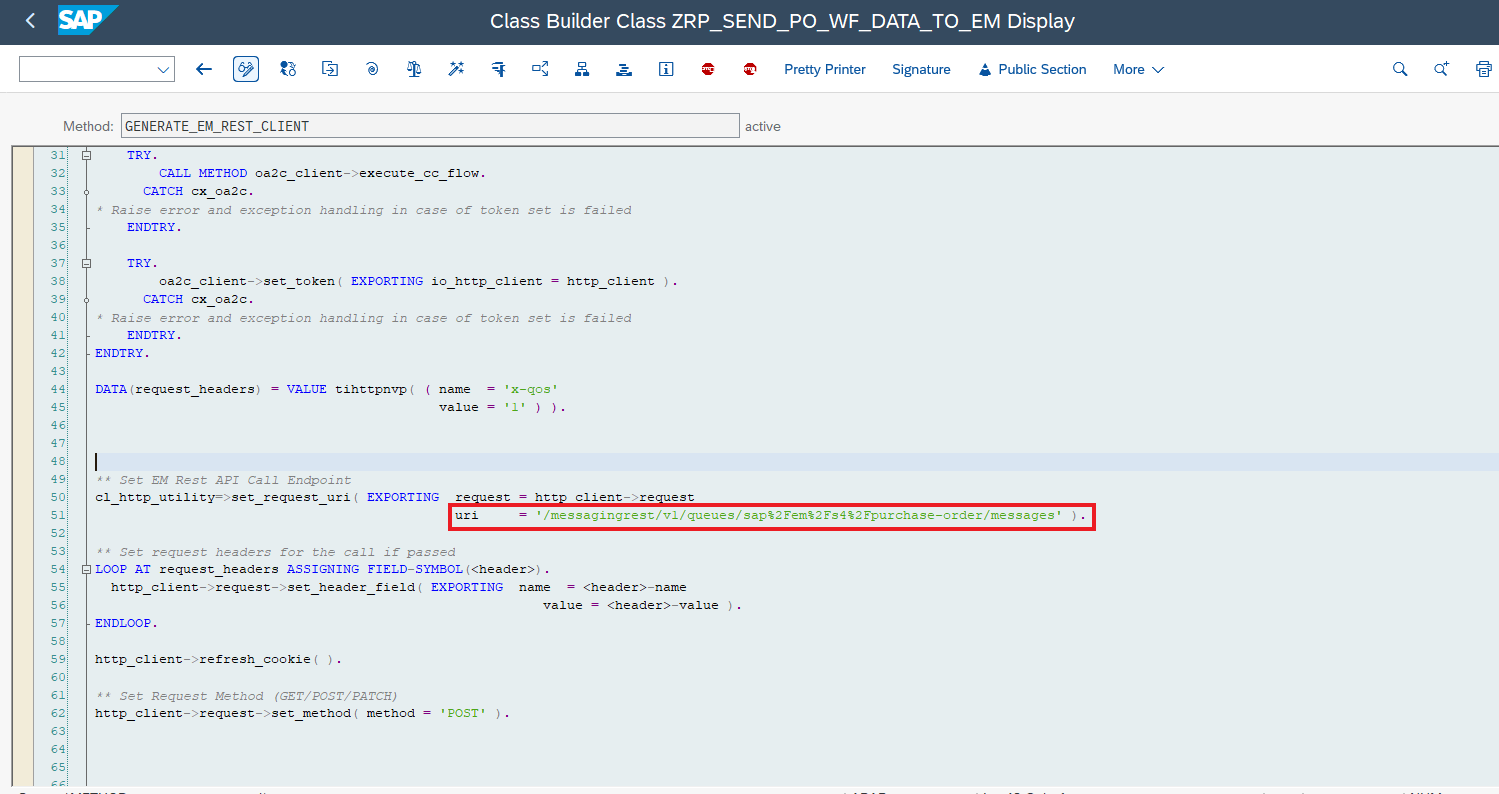 SAP
Class Builder Class ZRP_SEND_PO_WF_DATA_TO_EM Display
Pretty Printer Signature Public Section More
Method: GENERATE_EM_REST_CLIENT active
31 TRY.
32 CALL METHOD oa2c_client->execute_cc_flow.
33 CATCH cx_oa2c.
34 * Raise error and exception handling in case of token set is failed
35 ENDTRY.
36
37 TRY.
38 oa2c_client->set_token( EXPORTING io_http_client = http_client ).
39 CATCH cx_oa2c.
40 * Raise error and exception handling in case of token set is failed
41 ENDTRY.
42 ENDTRY.
43
44 DATA(request_headers) = VALUE tihttpnvp( ( name = 'x-qos'
45 value = '1' ) ).
46
47
48
49 ** Set EM Rest API Call Endpoint
50 cl_http_utility=>set_request_uri( EXPORTING request = http_client->request
51 uri = '/messagingrest/v1/queues/sap%2Fem%2Fs4%2Fpurchase-order/messages' ).
52
53 ** Set request headers for the call if passed
54 LOOP AT request_headers ASSIGNING FIELD-SYMBOL(<header>).
55 http_client->request->set_header_field( EXPORTING name = <header>-name
56 value = <header>-value ).
57 ENDLOOP.
58
59 http_client->refresh_cookie( ).
60
61 ** Set Request Method (GET/POST/PATCH)
62 http_client->request->set_method( method = 'POST' ).
63
64
65
66